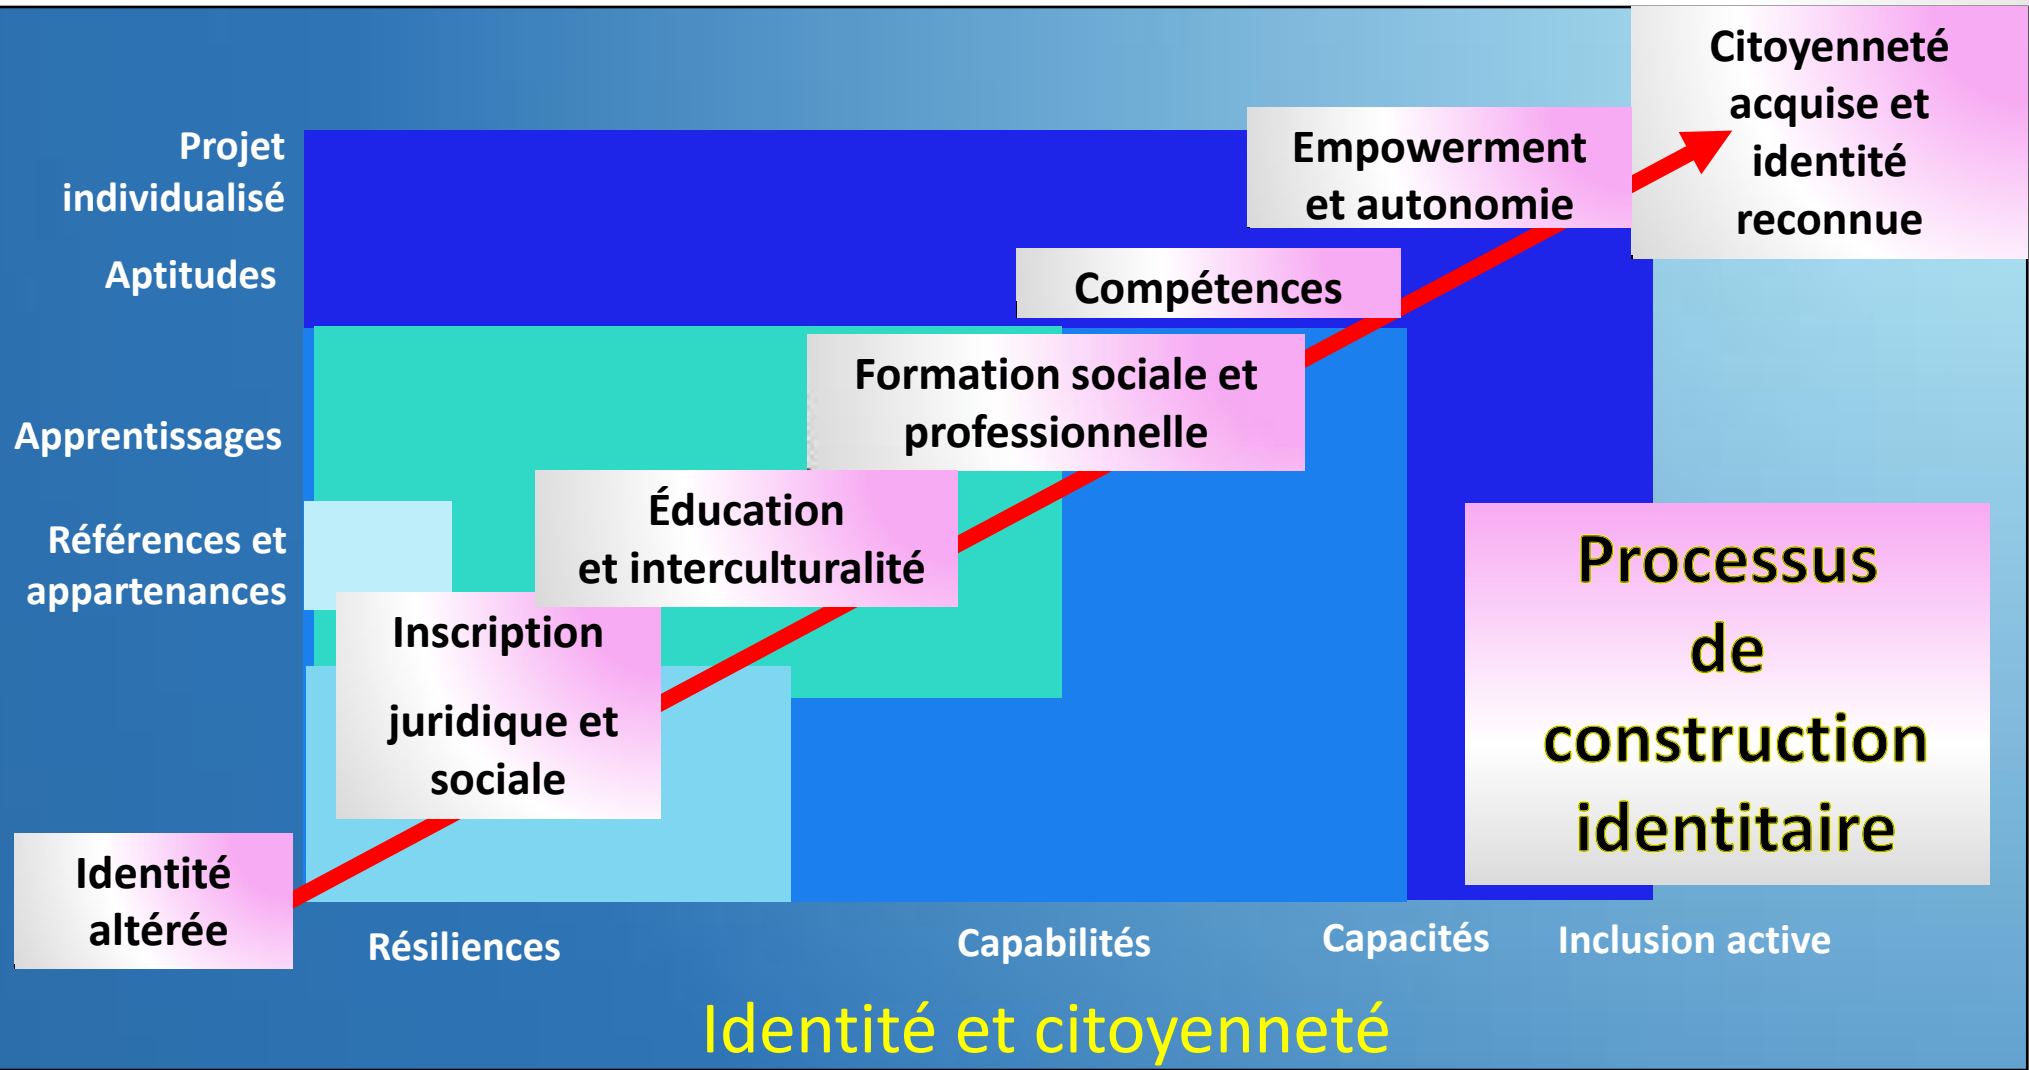 Citoyenneté
acquise et
identité
reconnue
Empowerment
et autonomie
Projet
individualisé
Aptitudes
Compétences
Formation sociale et
professionnelle
Apprentissages
Éducation
et interculturalité
Références et
appartenances
Inscription
juridique et
sociale
Processus
de
construction
identitaire
Identité
altérée
Résiliences
Capabilités
Capacités
Inclusion active
Identité et citoyenneté